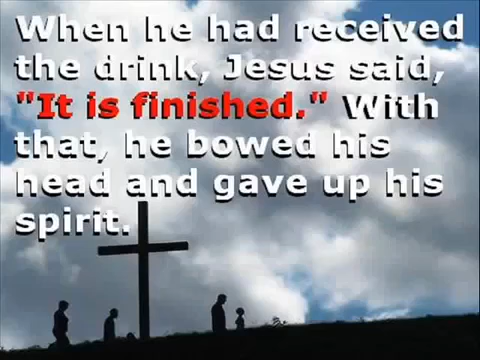 When he had received
the drink, Jesus said,
"It is finished." With
that, he bowed his
head and gave up his
spirit.